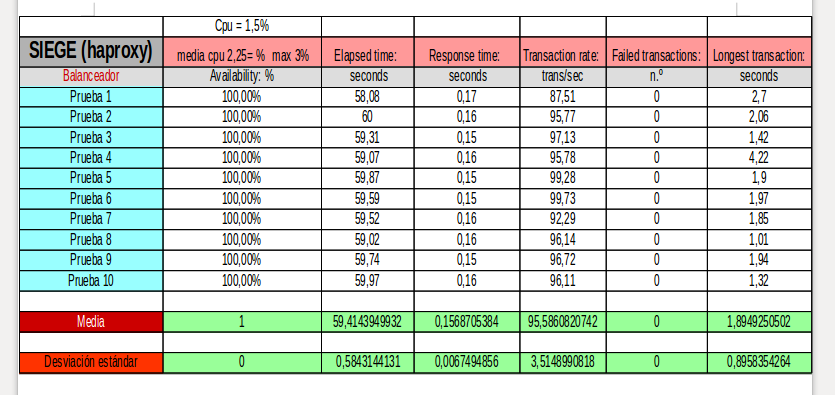 Cpu = 1,5%
SIEGE (haproxy) media cpu 2,25= % max 3% Elapsed time: Response time: Transaction rate: Failed transactions: Longest transaction:
Balanceador Availability: % seconds seconds trans/sec n.º seconds
Prueba 1 100,00% 58,08 0,17 87,51 0 2,7
Prueba 2 100,00% 60 0,16 95,77 0 2,06
Prueba 3 100,00% 59,31 0,15 97,13 0 1,42
Prueba 4 100,00% 59,07 0,16 95,78 0 4,22
Prueba 5 100,00% 59,87 0,15 99,28 0 1,9
Prueba 6 100,00% 59,59 0,15 99,73 0 1,97
Prueba 7 100,00% 59,52 0,16 92,29 0 1,85
Prueba 8 100,00% 59,02 0,16 96,14 0 1,01
Prueba 9 100,00% 59,74 0,15 96,72 0 1,94
Prueba 10 100,00% 59,97 0,16 96,11 0 1,32
Media 1 59,4143949932 0,1568705384 95,5860820742 0 1,8949250502
Desviación estándar 0 0,5843144131 0,0067494856 3,5148990818 0 0,8958354264